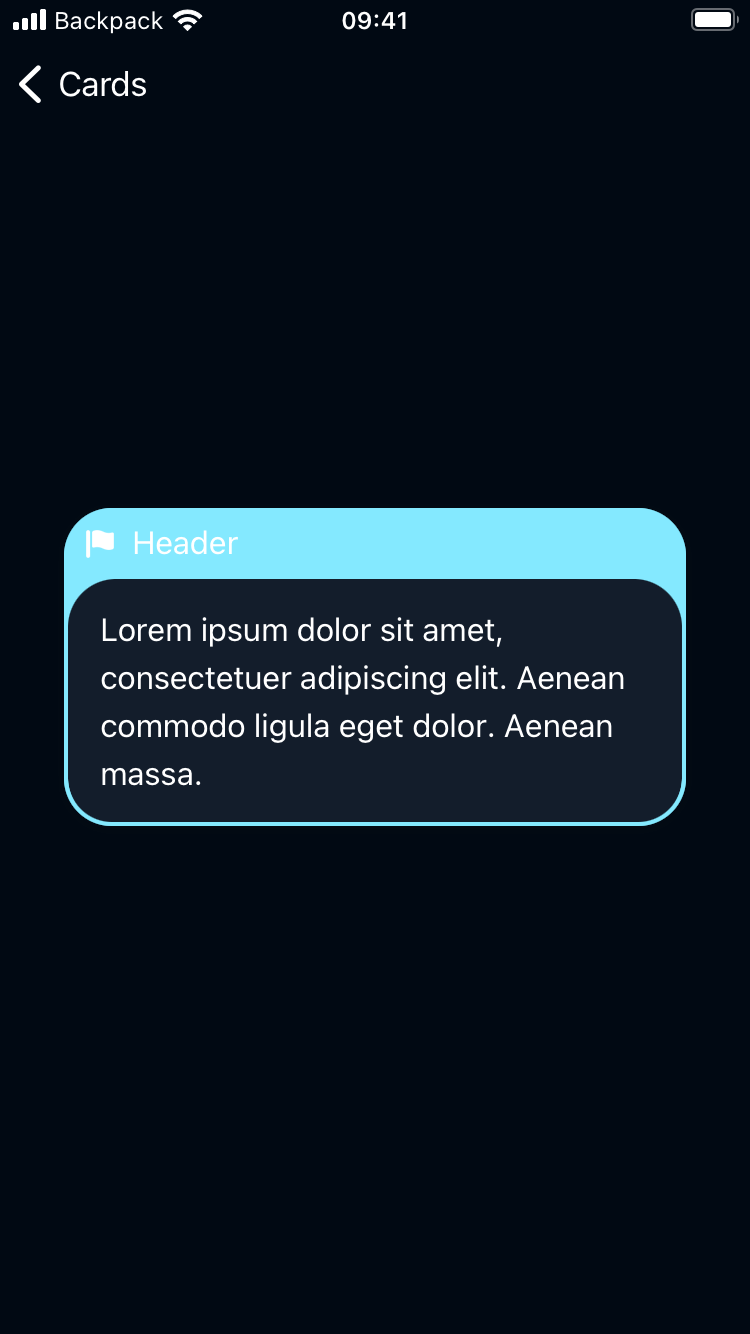 Backpack 09:41
Cards
Header
Lorem ipsum dolor sit amet,
consectetuer adipiscing elit. Aenean
commodo ligula eget dolor. Aenean
massa.